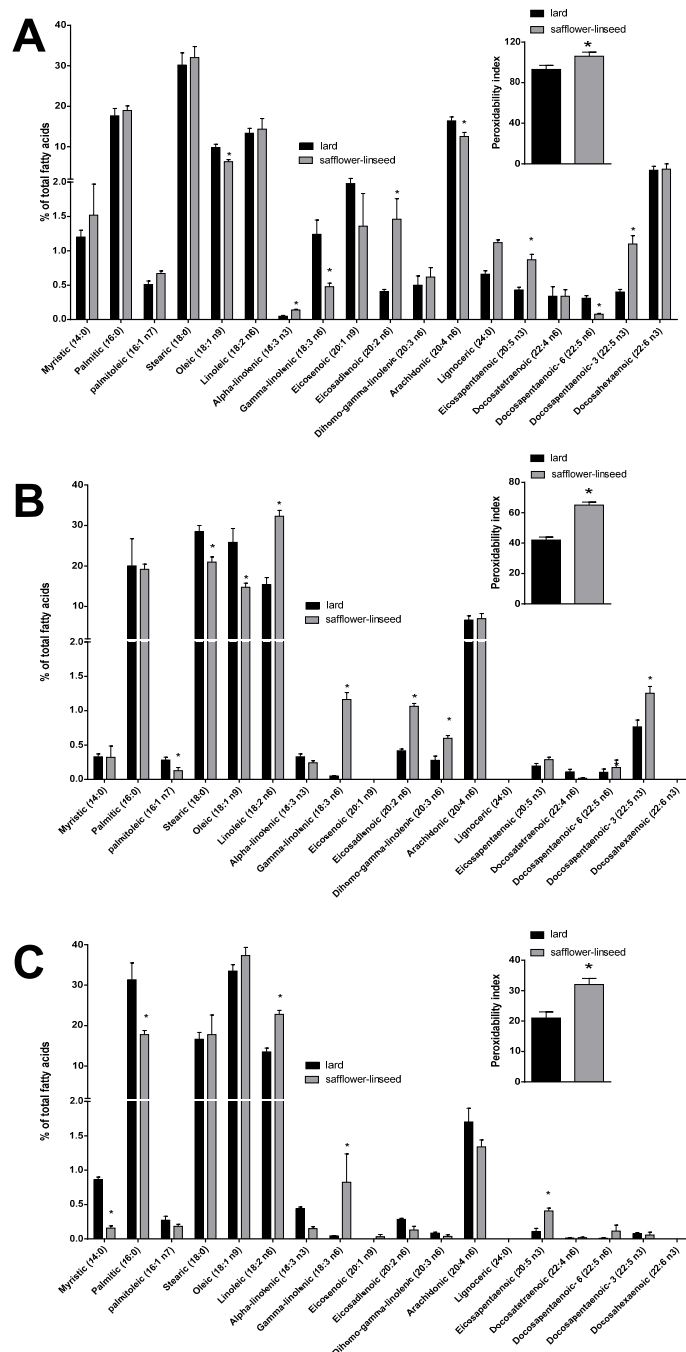 A
% of total fatty acids
40
30
20
10
2.0
1.5
1.0
0.5
0.0
lard
safflower-linseed
Peroxidability index
120
80
40
0
lard
safflower-linseed
*
*
*
*
*
*
*
*
*
Myristic (14:0)
Palmitic (16:0)
palmitoleic (16:1 n7)
Stearic (18:0)
Oleic (18:1 n9)
Linoleic (18:2 n6)
Alpha-linolenic (18:3 n3)
Gamma-linolenic (18:3 n6)
Eicosenoic (20:1 n9)
Eicosadienoic (20:2 n6)
Dihomo-gamma-linolenic (20:3 n6)
Arachidonic (20:4 n6)
Lignoceric (24:0)
Eicosapentaenoic (20:5 n3)
Docosatetraenoic (22:4 n6)
Docosapentaenoic- 6 (22:5 n6)
Docosapentaenoic- 3 (22:5 n3)
Docosahexaenoic (22:6 n3)
B
% of total fatty acids
40
30
20
10
2.0
1.5
1.0
0.5
0.0
lard
safflower-linseed
Peroxidability index
80
60
40
20
0
lard
safflower-linseed
*
*
*
*
*
*
*
*
*
*
Myristic (14:0)
Palmitic (16:0)
palmitoleic (16:1 n7)
Stearic (18:0)
Oleic (18:1 n9)
Linoleic (18:2 n6)
Alpha-linolenic (18:3 n3)
Gamma-linolenic (18:3 n6)
Eicosenoic (20:1 n9)
Eicosadienoic (20:2 n6)
Dihomo-gamma-linolenic (20:3 n6)
Arachidonic (20:4 n6)
Lignoceric (24:0)
Eicosapentaenoic (20:5 n3)
Docosatetraenoic (22:4 n6)
Docosapentaenoic- 6 (22:5 n6)
Docosapentaenoic- 3 (22:5 n3)
Docosahexaenoic (22:6 n3)
C
% of total fatty acids
40
30
20
10
2.0
1.5
1.0
0.5
0.0
lard
safflower-linseed
Peroxidability index
40
30
20
10
0
lard
safflower-linseed
*
*
*
*
*
*
Myristic (14:0)
Palmitic (16:0)
palmitoleic (16:1 n7)
Stearic (18:0)
Oleic (18:1 n9)
Linoleic (18:2 n6)
Alpha-linolenic (18:3 n3)
Gamma-linolenic (18:3 n6)
Eicosenoic (20:1 n9)
Eicosadienoic (20:2 n6)
Dihomo-gamma-linolenic (20:3 n6)
Arachidonic (20:4 n6)
Lignoceric (24:0)
Eicosapentaenoic (20:5 n3)
Docosatetraenoic (22:4 n6)
Docosapentaenoic- 6 (22:5 n6)
Docosapentaenoic- 3 (22:5 n3)
Docosahexaenoic (22:6 n3)